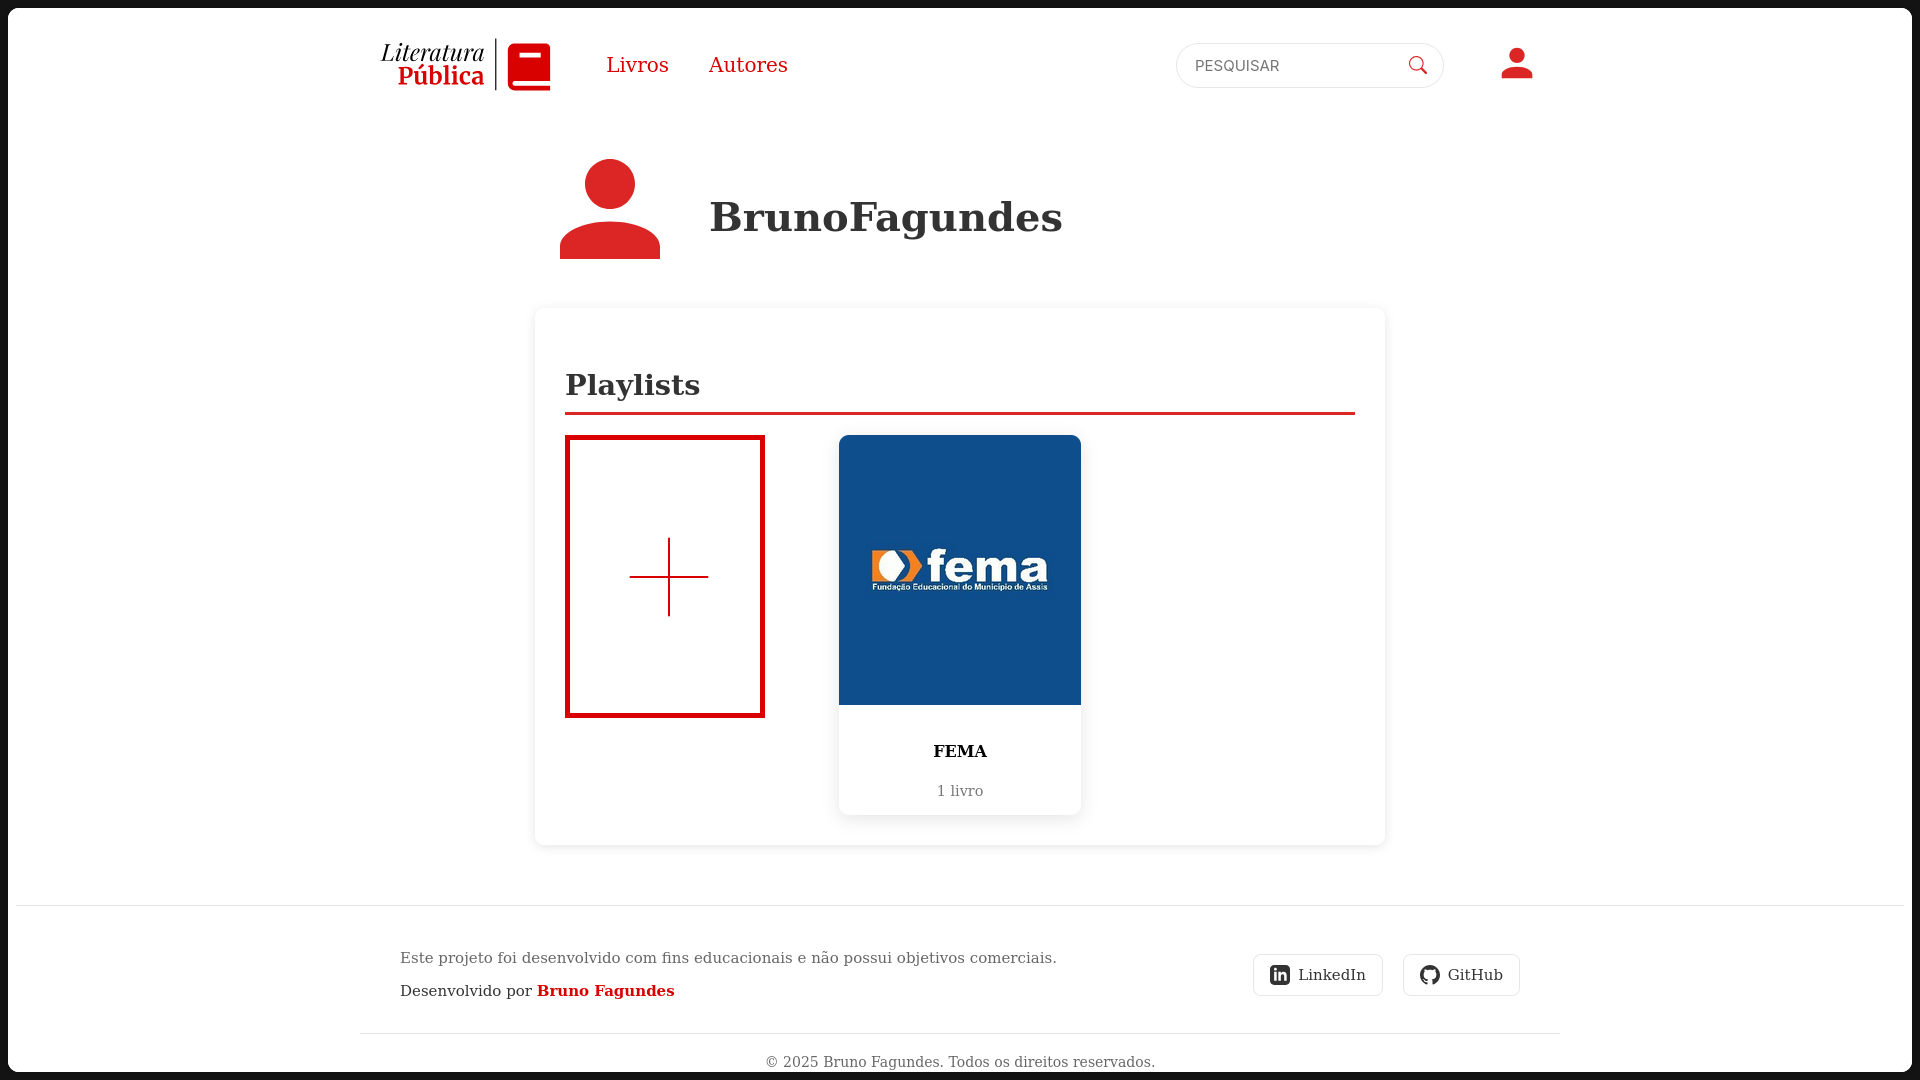 Literatura
Pública
Livros
Autores
PESQUISAR
BrunoFagundes
Playlists
fema
Fundação Educacional do Município de Assis
FEMA
1 livro
Este projeto foi desenvolvido com fins educacionais e não possui objetivos comerciais.
Desenvolvido por Bruno Fagundes
LinkedIn
GitHub
© 2025 Bruno Fagundes. Todos os direitos reservados.